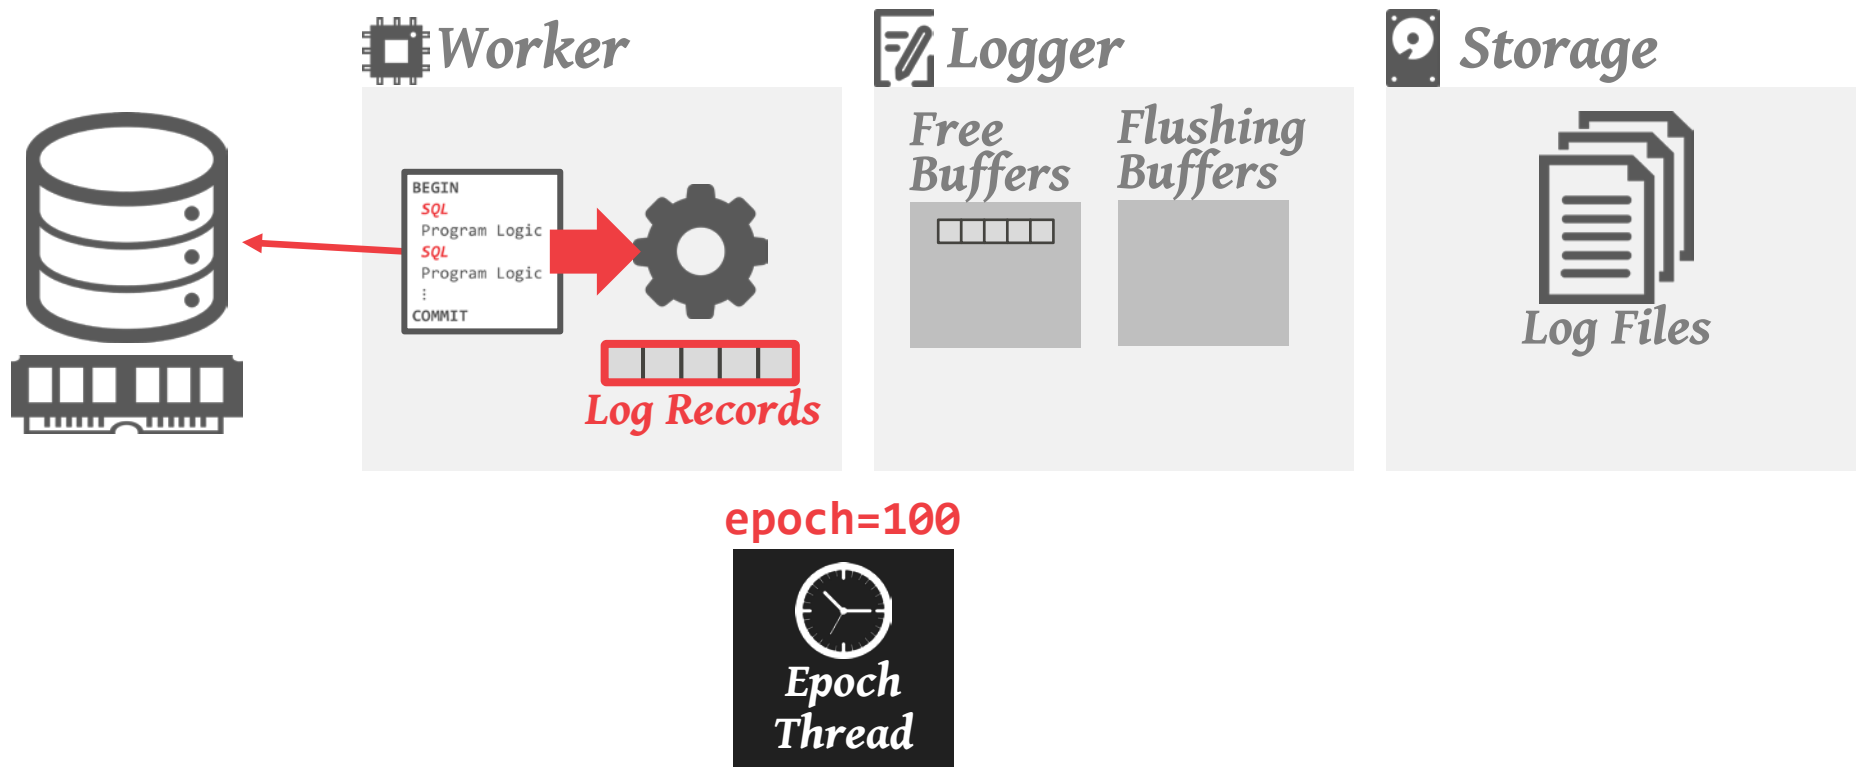 Worker
BEGIN
SQL
Program Logic
SQL
Program Logic
⋮
COMMIT
Log Records
Logger
Free
Buffers
Flushing
Buffers
Storage
Log Files
epoch=100
Epoch
Thread